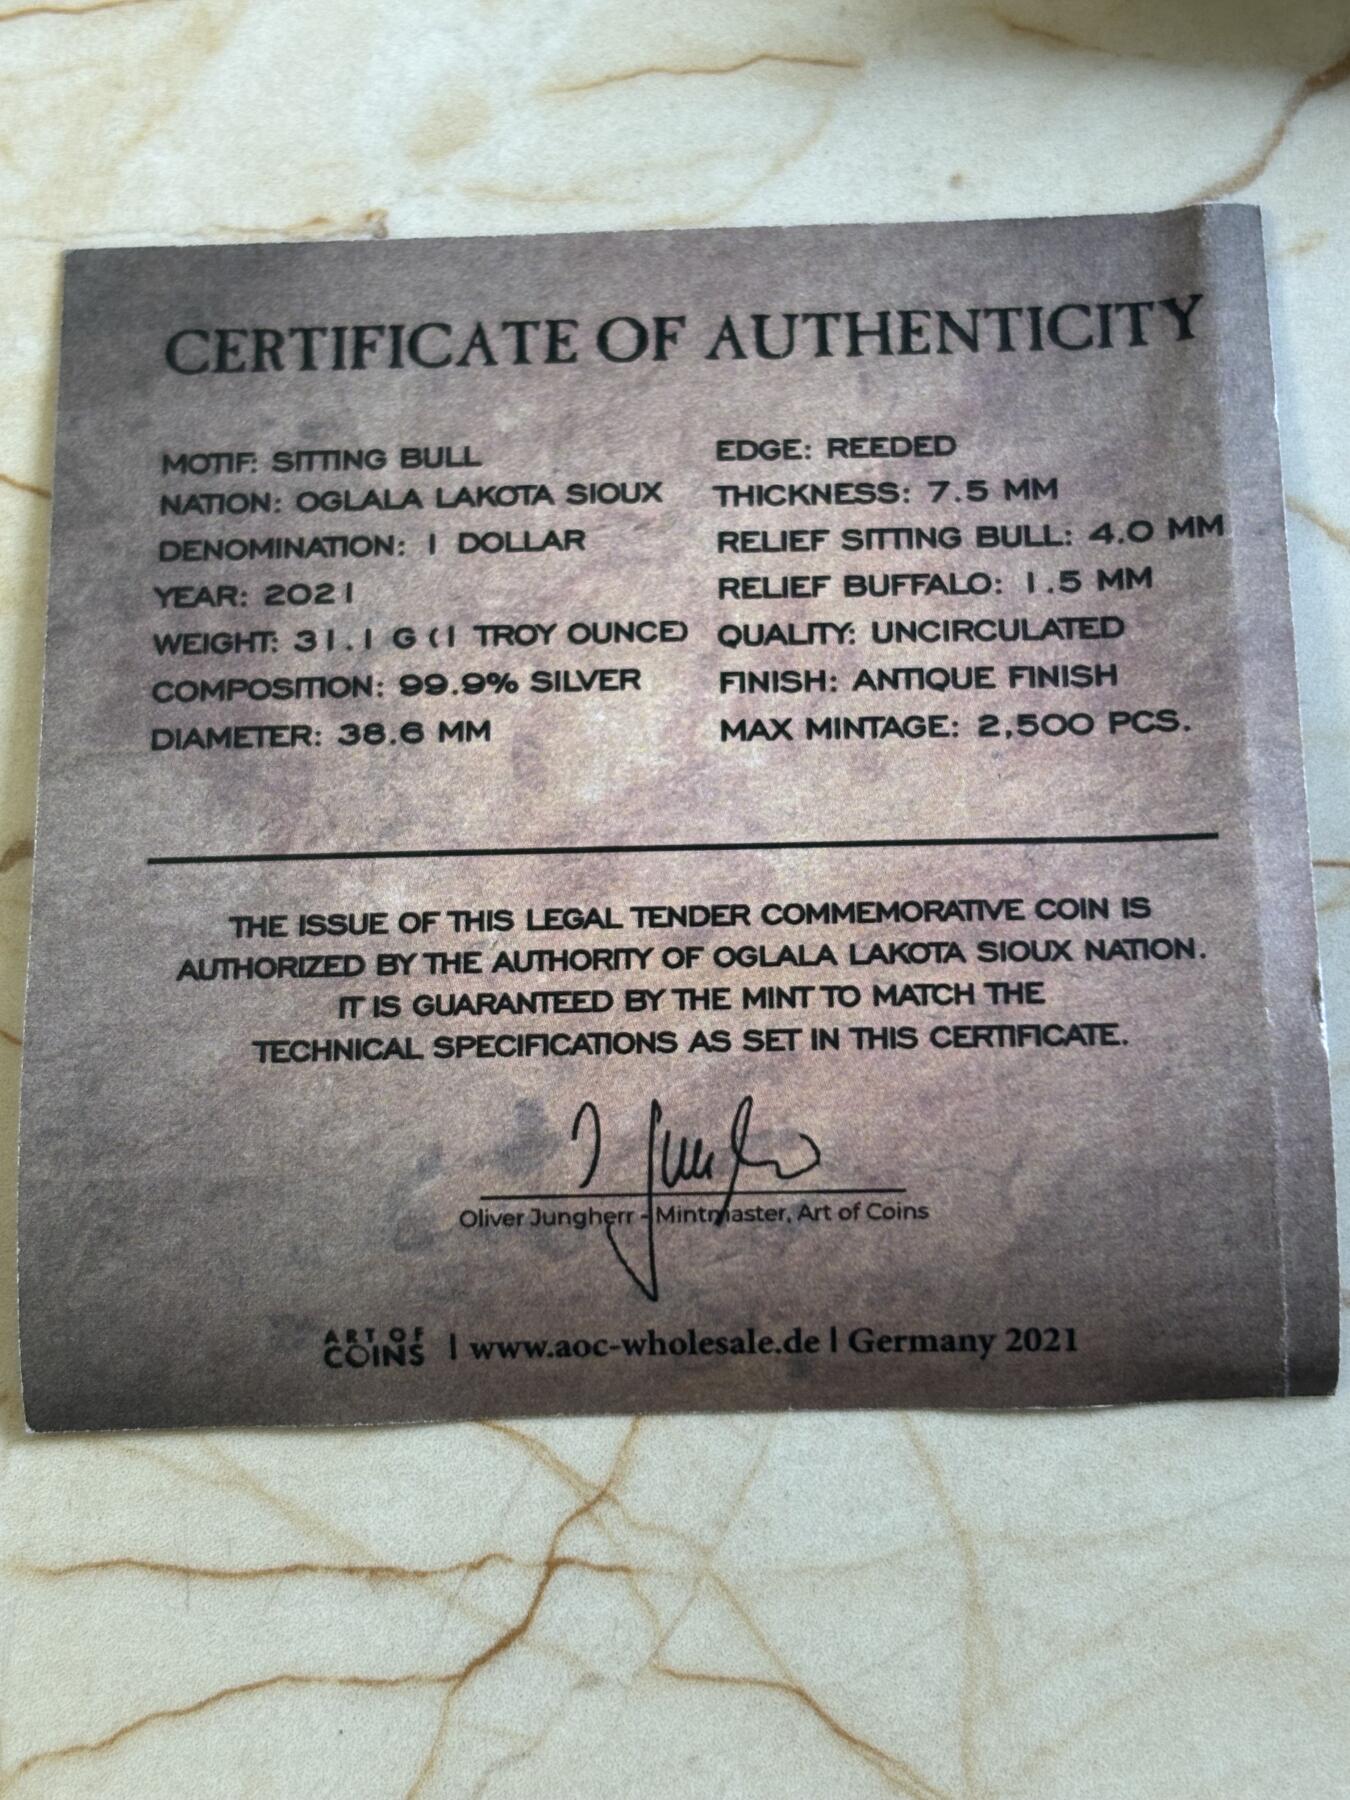 CERTIFICATE OF AUTHENTICITY
MOTIF: SITTING BULL
NATION: OGLALA LAKOTA SIOUX
DENOMINATION: 1 DOLLAR
YEAR: 2021
WEIGHT: 31.1 G (1 TROY OUNCE)
COMPOSITION: 99.9% SILVER
DIAMETER: 38.6 MM
EDGE: REEDED
THICKNESS: 7.5 MM
RELIEF SITTING BULL: 4.0 MM
RELIEF BUFFALO: 1.5 MM
QUALITY: UNCIRCULATED
FINISH: ANTIQUE FINISH
MAX MINTAGE: 2,500 PCS.
THE ISSUE OF THIS LEGAL TENDER COMMEMORATIVE COIN IS
AUTHORIZED BY THE AUTHORITY OF OGLALA LAKOTA SIOUX NATION.
IT IS GUARANTEED BY THE MINT TO MATCH THE
TECHNICAL SPECIFICATIONS AS SET IN THIS CERTIFICATE.
Oliver Jungherr - Mintmaster, Art of Coins
ART OF
COINS | www.aoc-wholesale.de | Germany 2021